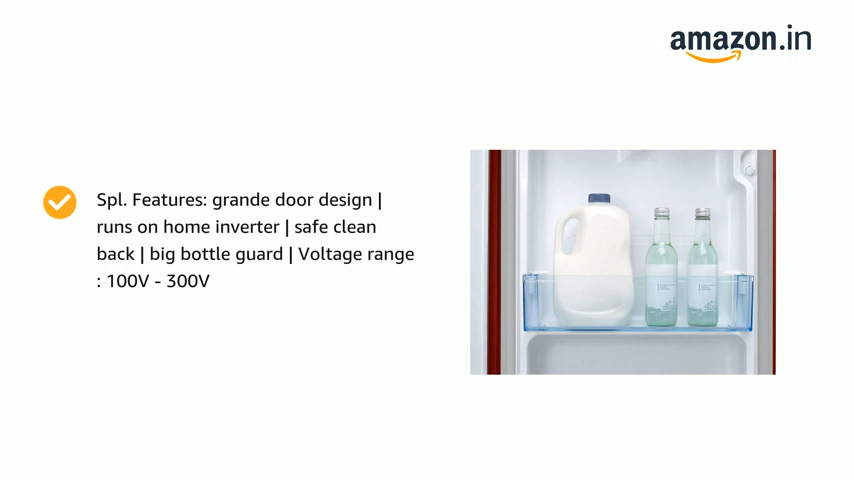 amazon.in
Spl. Features: grande door design |
runs on home inverter | safe clean
back | big bottle guard | Voltage range
: 100V - 300V